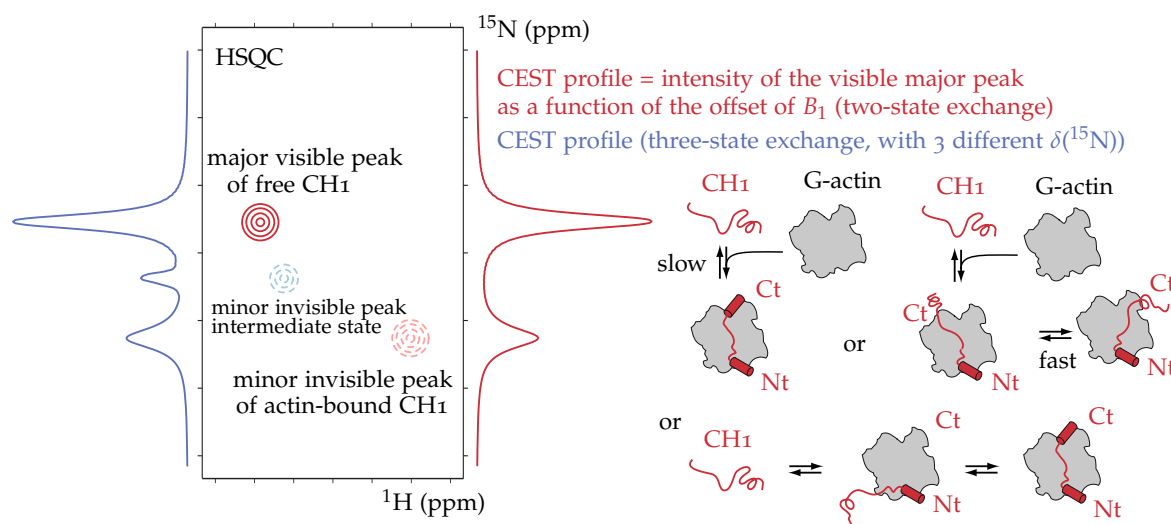 ¹⁵N (ppm)
HSQC
CEST profile = intensity of the visible major peak
as a function of the offset of B₁ (two-state exchange)
CEST profile (three-state exchange, with 3 different δ(¹⁵N))
major visible peak
of free CH1
minor invisible peak
intermediate state
minor invisible peak
of actin-bound CH1
¹H (ppm)
CH1
G-actin
slow
Ct
Nt
or
CH1
G-actin
Ct
Nt
fast
Ct
Nt
or
CH1
Ct
Nt
Ct
Nt